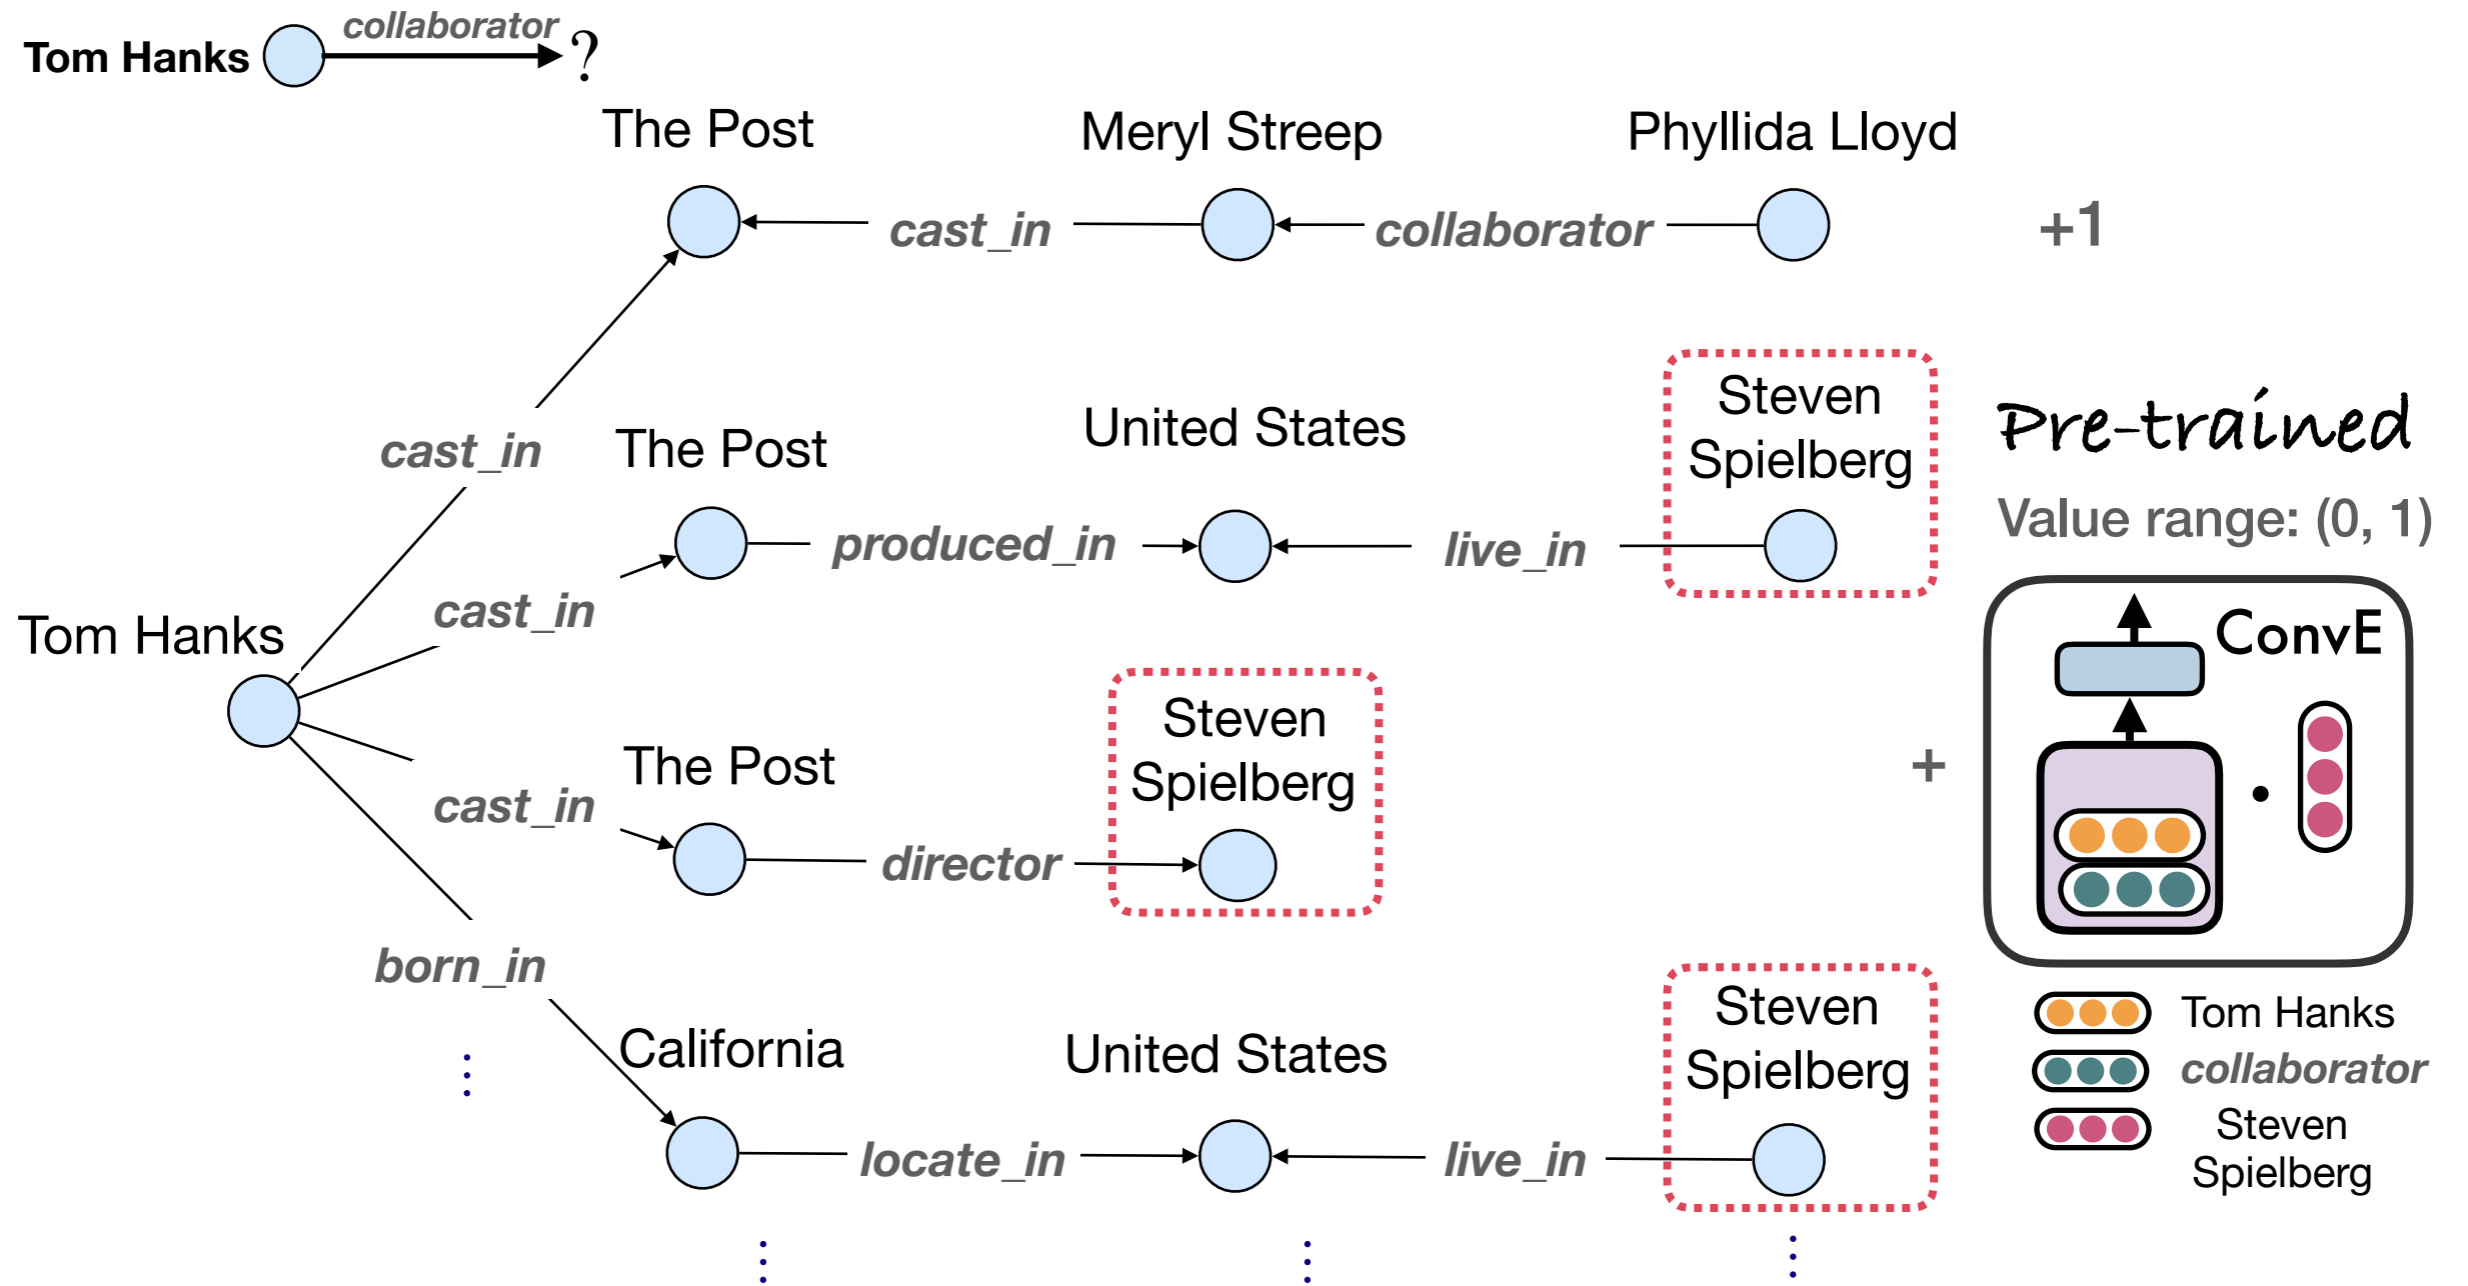 Tom Hanks collaborator ?
The Post Meryl Streep Phyllida Lloyd
cast_in collaborator +1
cast_in
The Post United States Steven
Spielberg
produced_in live_in
Pre-trained
Value range: (0, 1)
cast_in
Tom Hanks
ConvE
The Post Steven
Spielberg
+
cast_in
director
born_in
California United States Steven
Spielberg
locate_in live_in
Tom Hanks
collaborator
Steven
Spielberg